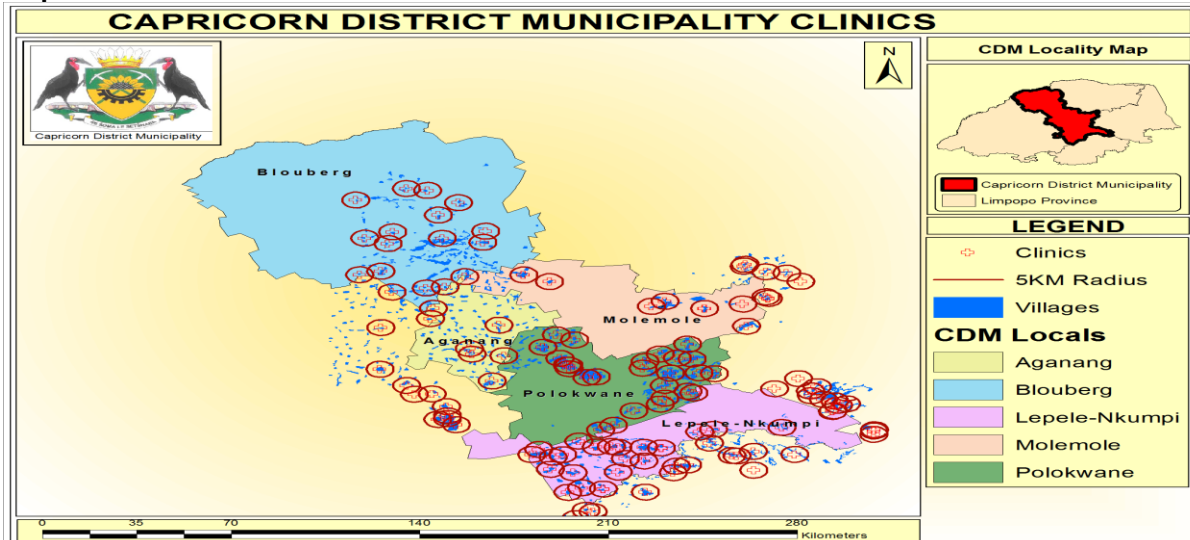 CAPRICORN DISTRICT MUNICIPALITY CLINICS
Capricorn District Municipality
N
CDM Locality Map
Capricorn District Municipality
Limpopo Province
LEGEND
Clinics
5KM Radius
Villages
CDM Locals
Aganang
Blouberg
Lepele-Nkumpi
Molemole
Polokwane
Blouberg
Molemole
Aganang
Polokwane
Lepele-Nkumpi
0 35 70 140 210 280
Kilometers